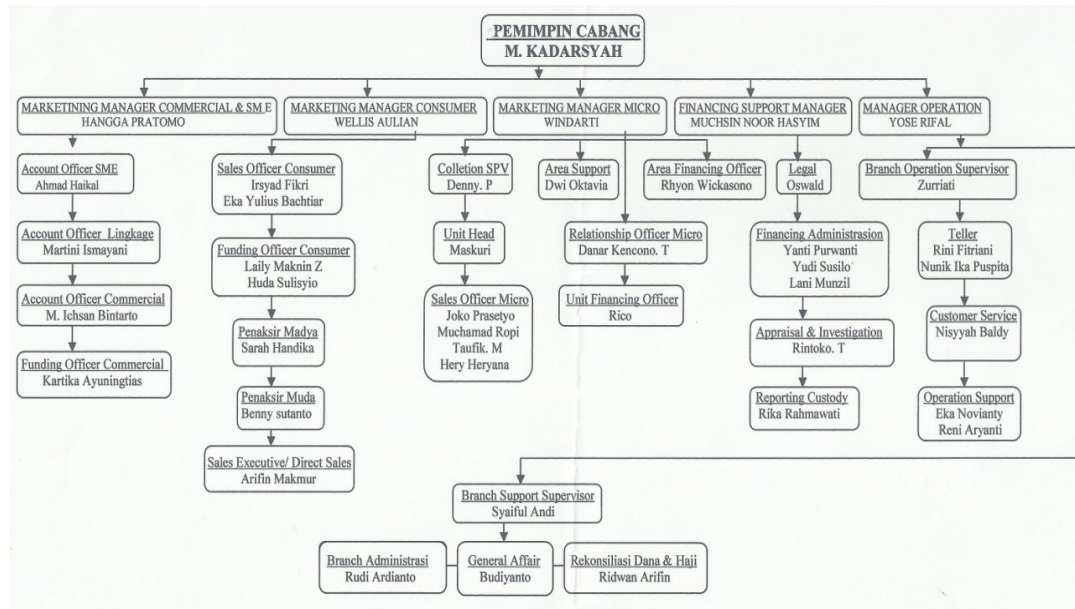 PEMIMPIN CABANG
M. KADARSYAH
MARKETINING MANAGER COMMERCIAL & SM E
HANGGA PRATOMO
MARKETING MANAGER CONSUMER
WELLIS AULIAN
MARKETING MANAGER MICRO
WINDARTI
FINANCING SUPPORT MANAGER
MUCHSIN NOOR HASYIM
MANAGER OPERATION
YOSE RIFAL
Account Officer SME
Ahmad Haikal
Account Officer Lingkage
Martini Ismayani
Account Officer Commercial
M. Ichsan Bintarto
Funding Officer Commercial
Kartika Ayuningtias
Sales Officer Consumer
Irsyad Fikri
Eka Yulius Bachtiar
Funding Officer Consumer
Laily Maknin Z
Huda Sulisyio
Penaksir Madya
Sarah Handika
Penaksir Muda
Benny sutanto
Sales Executive/ Direct Sales
Arifin Makmur
Colletion SPV
Denny. P
Unit Head
Maskuri
Sales Officer Micro
Joko Prasetyo
Muchamad Ropi
Taufik. M
Hery Heryana
Area Support
Dwi Oktavia
Relationship Officer Micro
Danar Kencono. T
Unit Financing Officer
Rico
Area Financing Officer
Rhyon Wickasono
Legal
Oswald
Financing Administrasion
Yanti Purwanti
Yudi Susilo
Lani Munzil
Appraisal & Investigation
Rintoko. T
Reporting Custody
Rika Rahmawati
Branch Operation Supervisor
Zurriati
Teller
Rini Fitriani
Nunik Ika Puspita
Customer Service
Nisyyah Baldy
Operation Support
Eka Novianty
Reni Aryanti
Branch Support Supervisor
Syaiful Andi
Branch Administrasi
Rudi Ardianto
General Affair
Budiyanto
Rekonsiliasi Dana & Haji
Ridwan Arifin